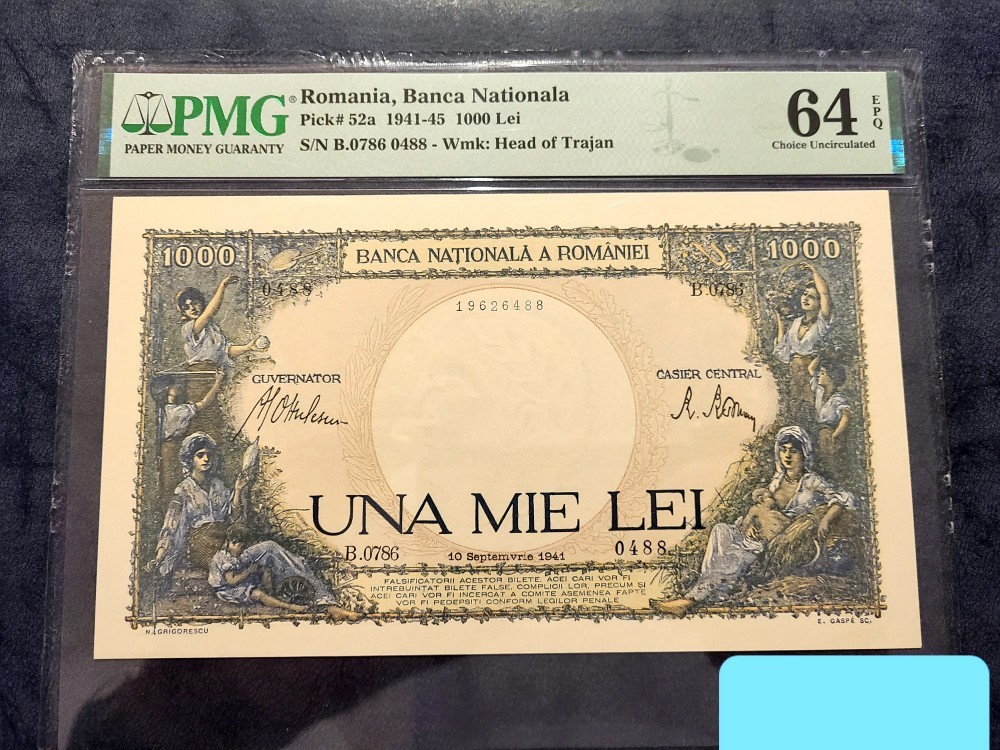 PMG®
PAPER MONEY GUARANTY
Romania, Banca Nationala
Pick# 52a 1941-45 1000 Lei
S/N B.0786 0488 - Wmk: Head of Trajan
64 EPQ
Choice Uncirculated
1000
BANCA NAȚIONALĂ A ROMÂNIEI
1000
0488
B.0786
19626488
GUVERNATOR
CASIER CENTRAL
UNA MIE LEI
B.0786
10 Septemvrie 1941
0488
FALSIFICATORII ACESTOR BILETE, ACEI CARI VOR FI
INTREBUINȚAT BILETE FALSE, COMPLICII LOR, PRECUM ȘI
ACEI CARI VOR FI INCERCAT A COMITE ASEMENEA FAPTE
VOR FI PEDEPSIȚI CONFORM LEGILOR PENALE
N. GRIGORESCU
E. GASPÉ SC.